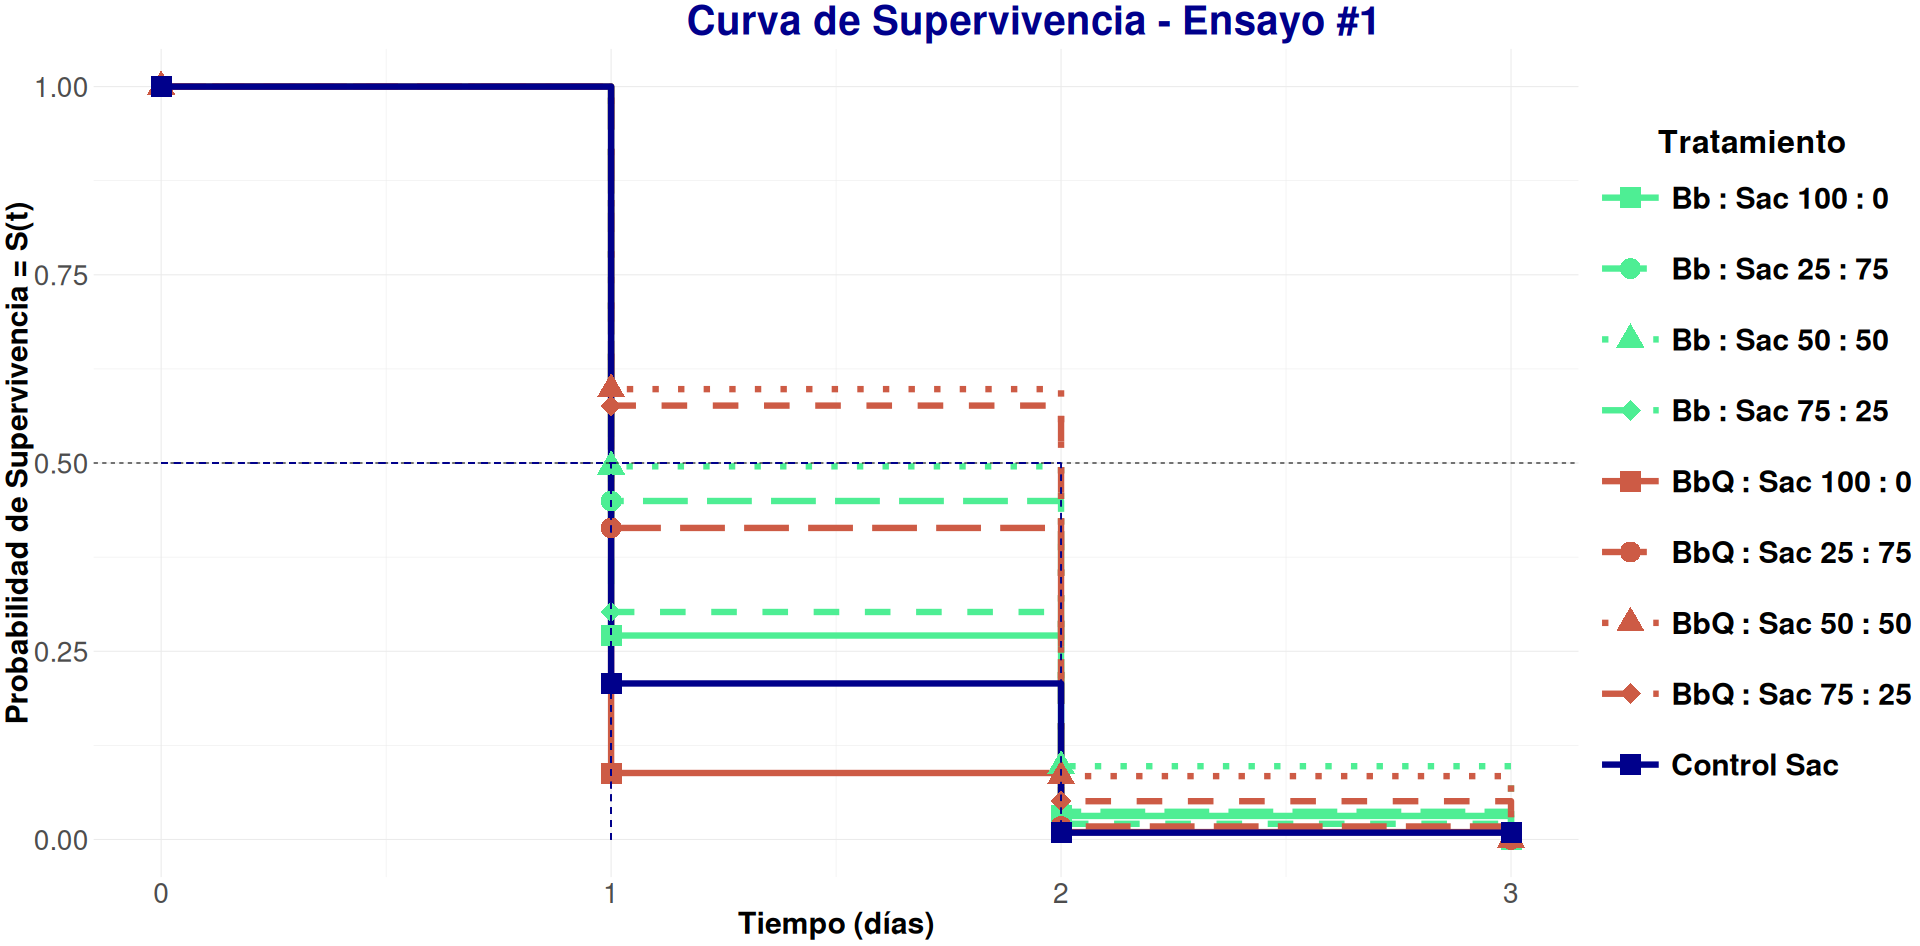 Curva de Supervivencia - Ensayo #1
Probabilidad de Supervivencia = S(t)
1.00
0.75
0.50
0.25
0.00
0
1
2
3
Tiempo (días)
Tratamiento
Bb : Sac 100 : 0
Bb : Sac 25 : 75
Bb : Sac 50 : 50
Bb : Sac 75 : 25
BbQ : Sac 100 : 0
BbQ : Sac 25 : 75
BbQ : Sac 50 : 50
BbQ : Sac 75 : 25
Control Sac